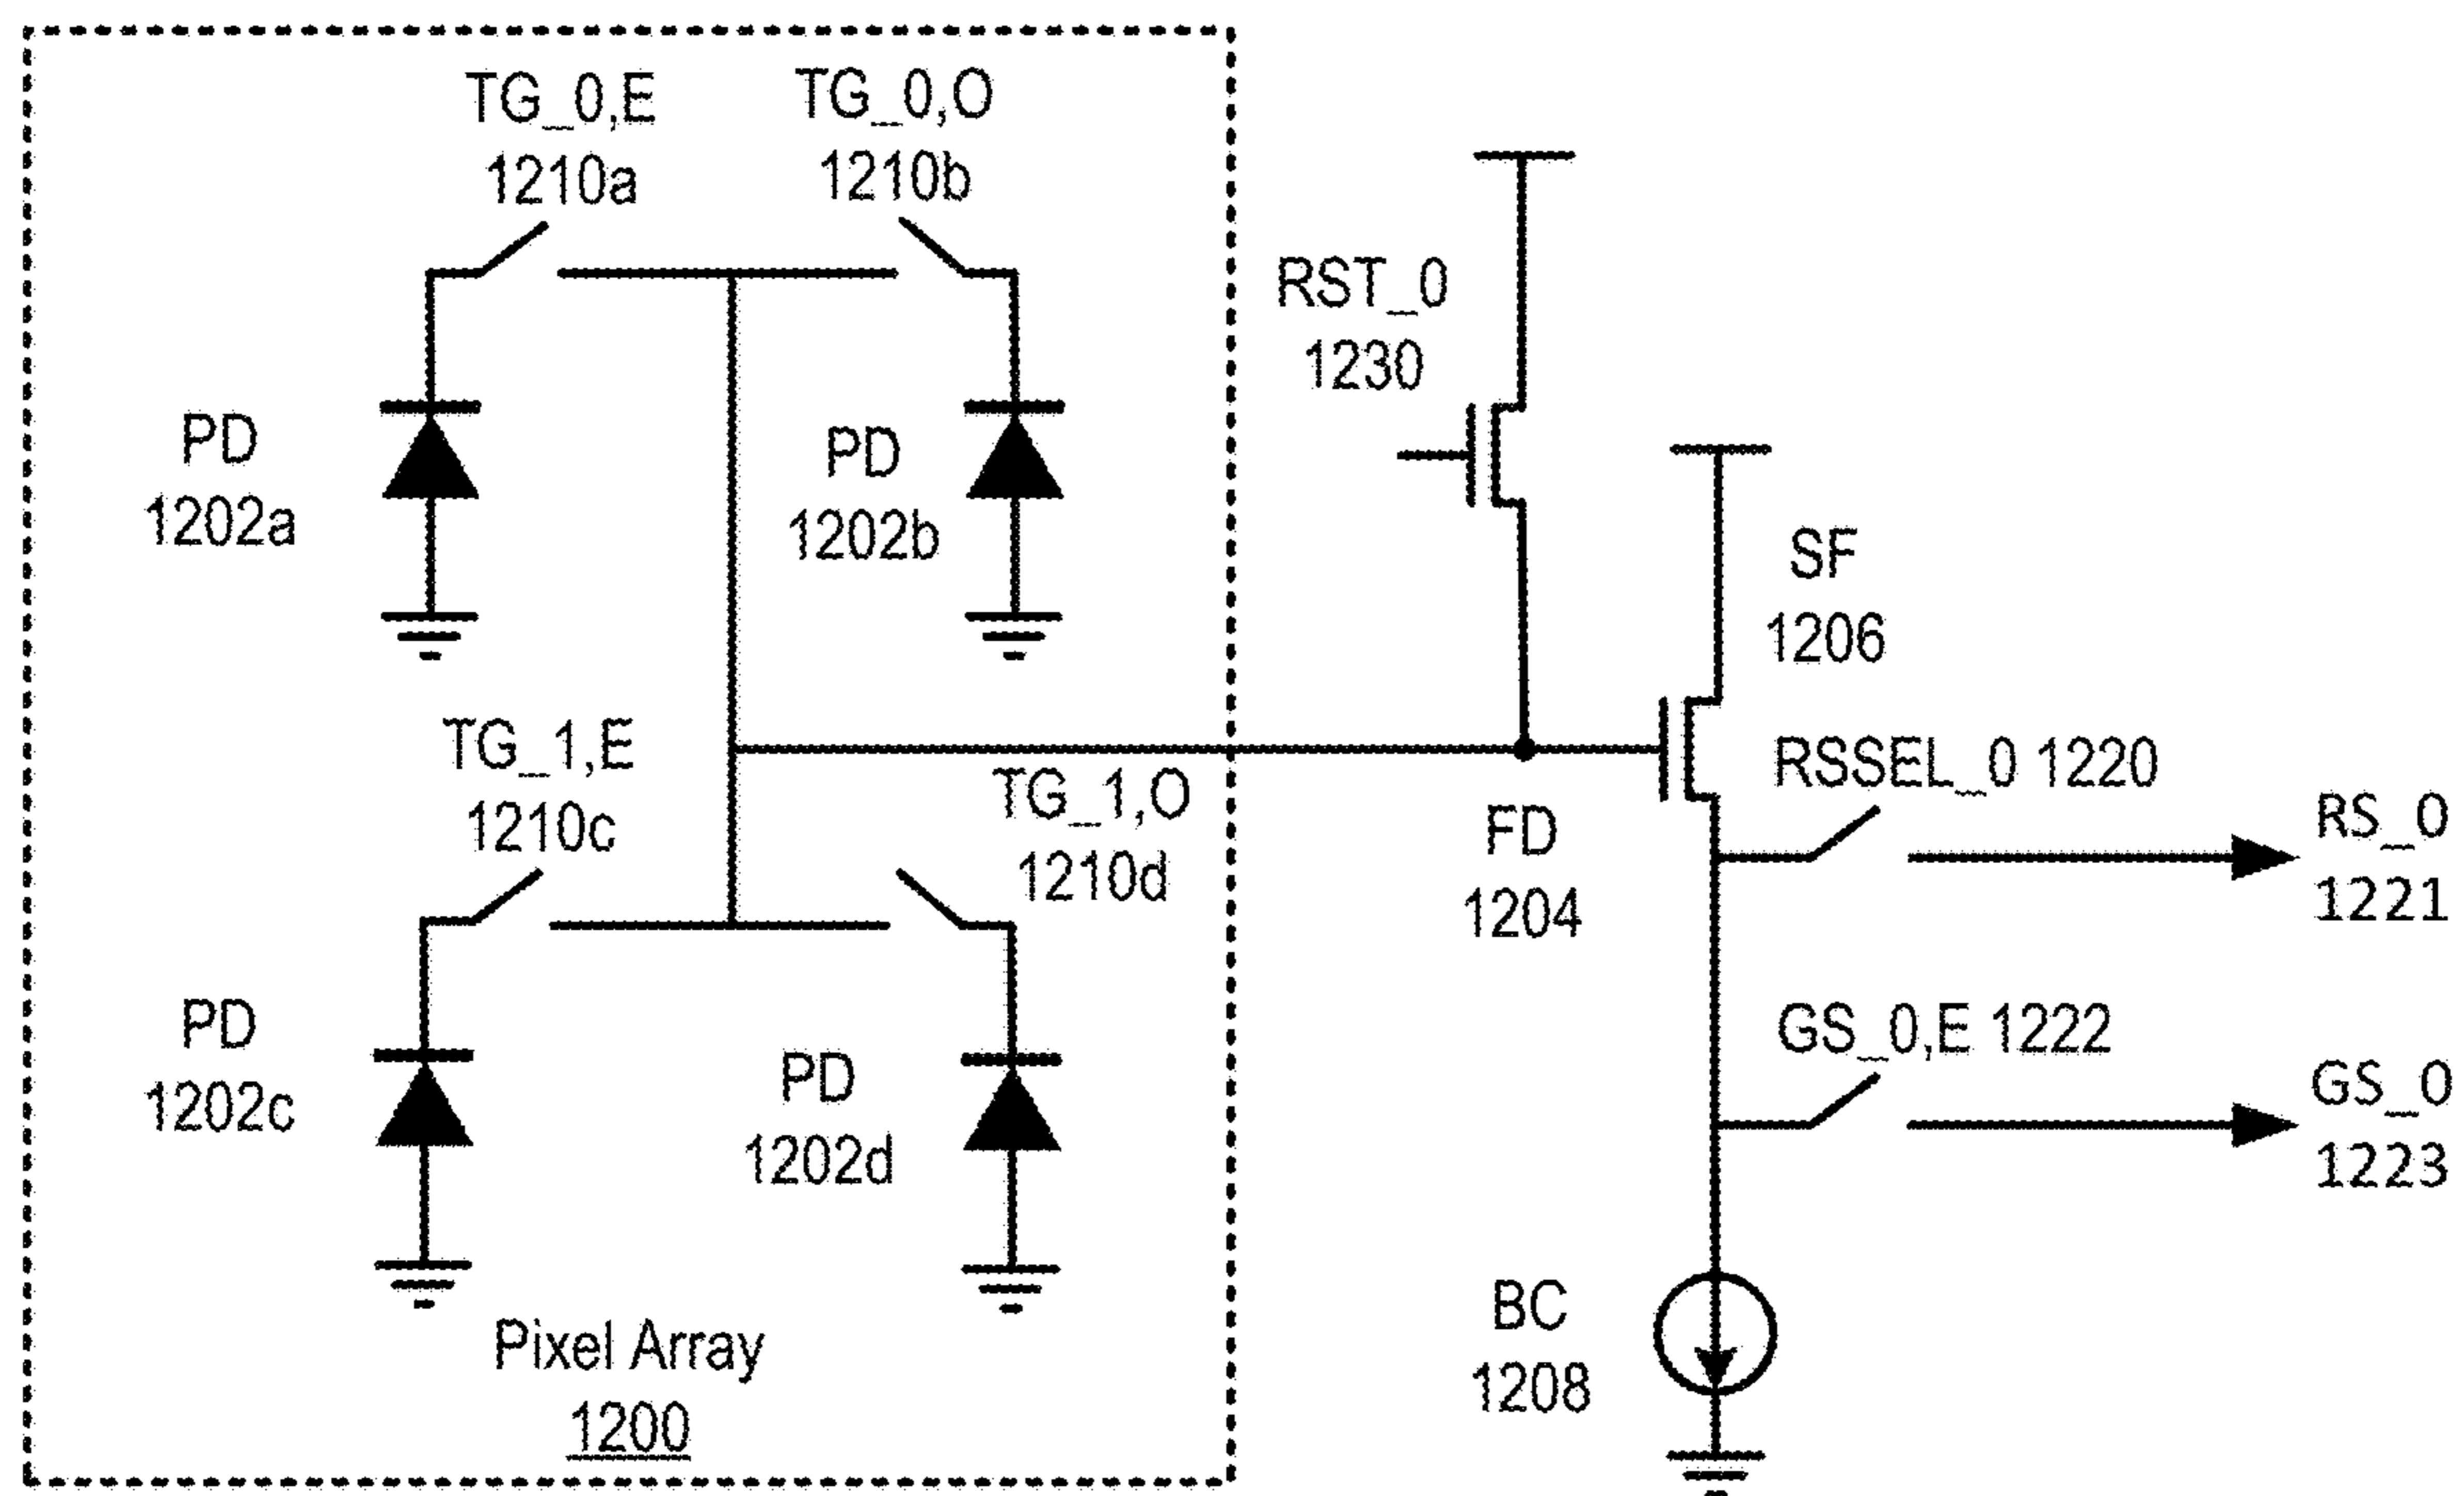 TG_0,E
1210a
TG_0,O
1210b
RST_0
1230
PD
1202a
PD
1202b
SF
1206
TG_1,E
1210c
TG_1,O
1210d
FD
1204
RSSEL_0 1220
RS_0
1221
PD
1202c
PD
1202d
GS_0,E 1222
GS_0
1223
BC
1208
Pixel Array
1200